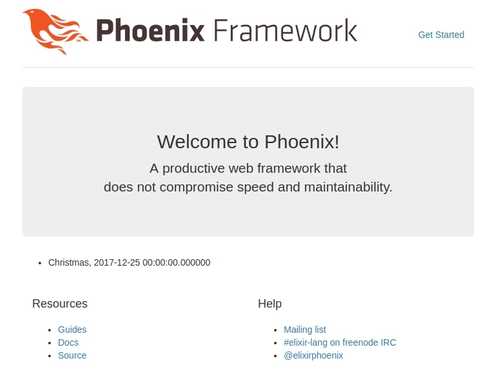 Phoenix Framework
Get Started
Welcome to Phoenix!
A productive web framework that
does not compromise speed and maintainability.
Christmas, 2017-12-25 00:00:00.000000
Resources
Guides
Docs
Source
Help
Mailing list
#elixir-lang on freenode IRC
@elixirphoenix